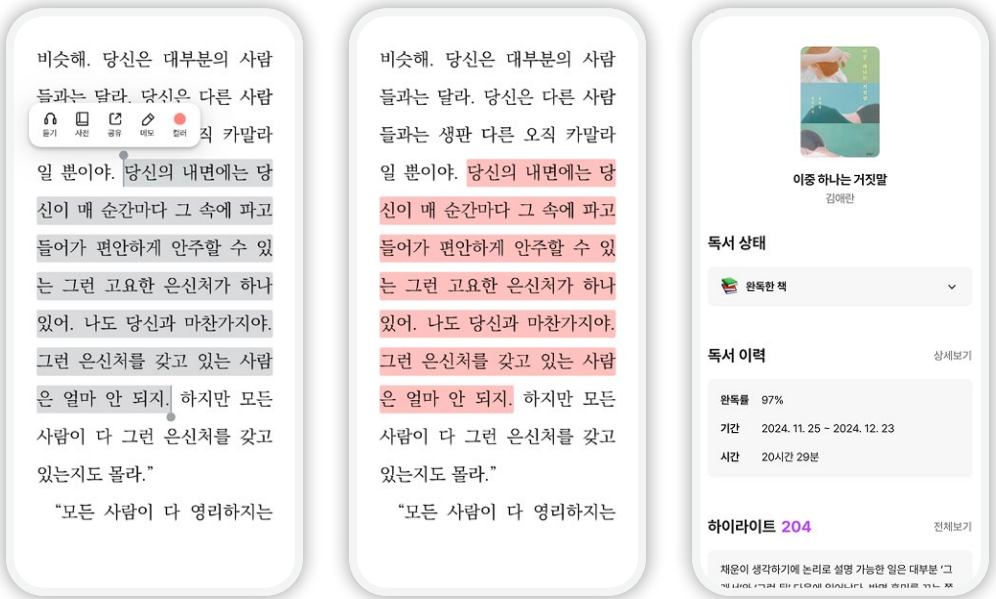 비슷해. 당신은 대부분의 사람
들과는 달라. 당신은 다른 사람
듣기 사전 공유 메모 컬러
직 카말라
일 뿐이야. 당신의 내면에는 당
신이 매 순간마다 그 속에 파고
들어가 편안하게 안주할 수 있
는 그런 고요한 은신처가 하나
있어. 나도 당신과 마찬가지야.
그런 은신처를 갖고 있는 사람
은 얼마 안 되지. 하지만 모든
사람이 다 그런 은신처를 갖고
있는지도 몰라.”
“모든 사람이 다 영리하지는
비슷해. 당신은 대부분의 사람
들과는 달라. 당신은 다른 사람
들과는 생판 다른 오직 카말라
일 뿐이야. 당신의 내면에는 당
신이 매 순간마다 그 속에 파고
들어가 편안하게 안주할 수 있
는 그런 고요한 은신처가 하나
있어. 나도 당신과 마찬가지야.
그런 은신처를 갖고 있는 사람
은 얼마 안 되지. 하지만 모든
사람이 다 그런 은신처를 갖고
있는지도 몰라.”
“모든 사람이 다 영리하지는
이중 하나는 거짓말
김애란
독서 상태
완독한 책
독서 이력 상세보기
완독률 97%
기간 2024. 11. 25 ~ 2024. 12. 23
시간 20시간 29분
하이라이트 204 전체보기
채운이 생각하기에 논리로 설명 가능한 일은 대부분 ‘그